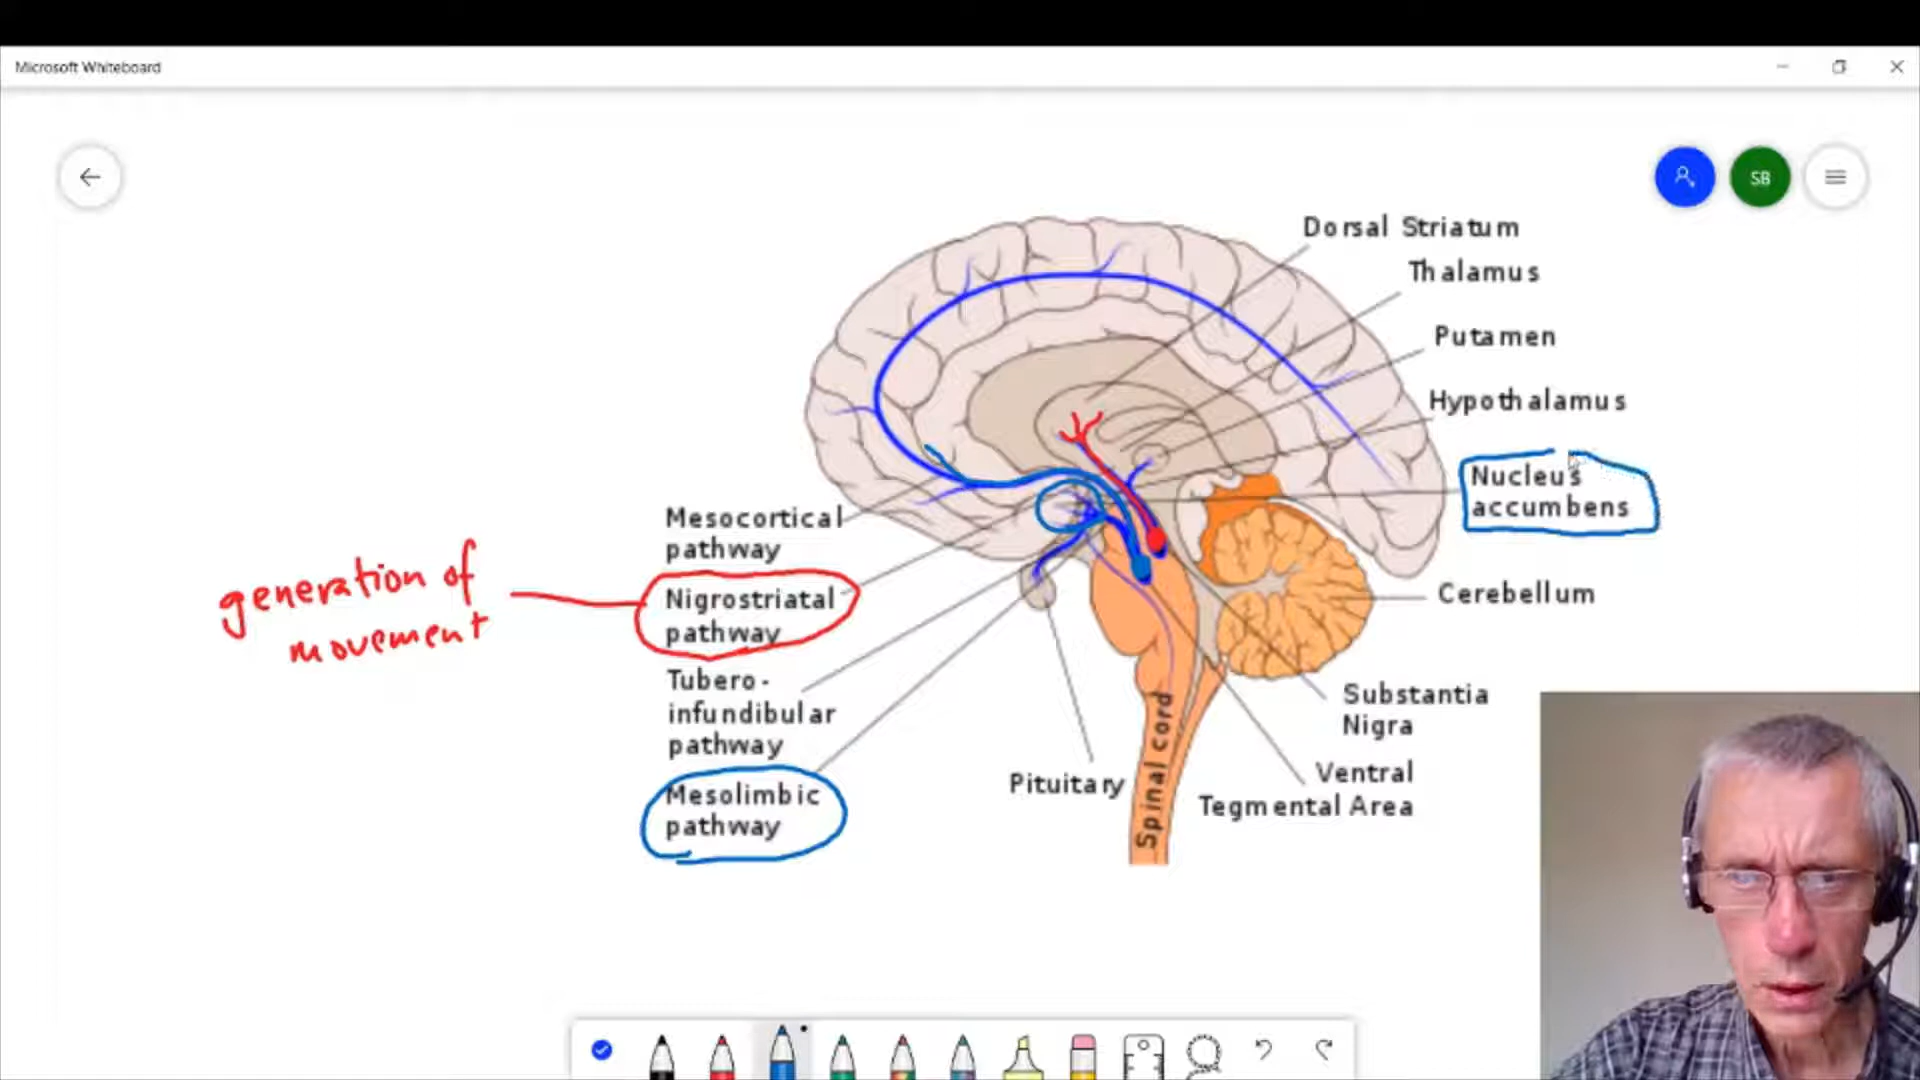 Microsoft Whiteboard
SB
Dorsal Striatum
Thalamus
Putamen
Hypothalamus
Nucleus
accumbens
Mesocortical
pathway
generation of
movement
Nigrostriatal
pathway
Cerebellum
Tubero-
infundibular
pathway
Substantia
Nigra
Mesolimbic
pathway
Pituitary
Spinal cord
Ventral
Tegmental Area